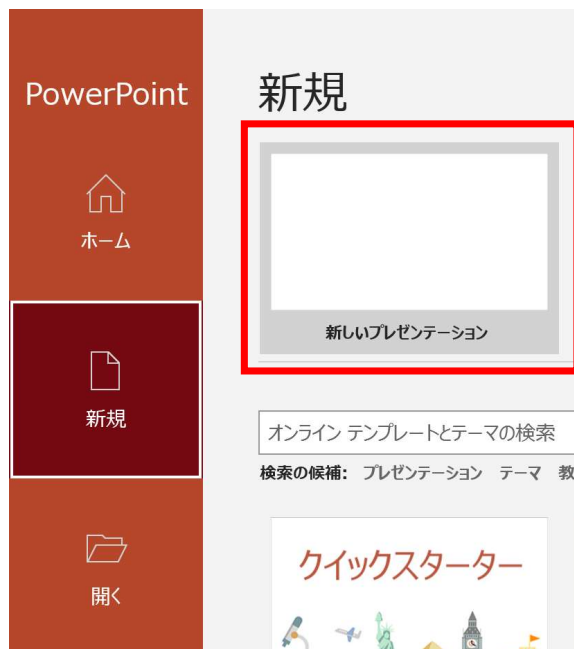 PowerPoint
ホーム
新規
開く
新規
新しいプレゼンテーション
オンライン テンプレートとテーマの検索
検索の候補: プレゼンテーション テーマ 教
クイックスターター